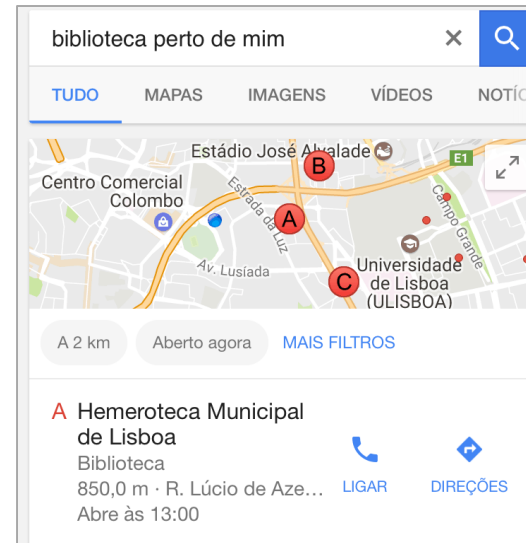 biblioteca perto de mim
TUDO MAPAS IMAGENS VÍDEOS NOTÍC
Estádio José Alvalade
B
E1
Centro Comercial
Colombo
Estrada da Luz
A
Campo Grande
Av. Lusíada
Universidade
de Lisboa
(ULISBOA)
C
A 2 km Aberto agora MAIS FILTROS
A Hemeroteca Municipal
de Lisboa
Biblioteca
850,0 m · R. Lúcio de Aze...
LIGAR DIREÇÕES
Abre às 13:00